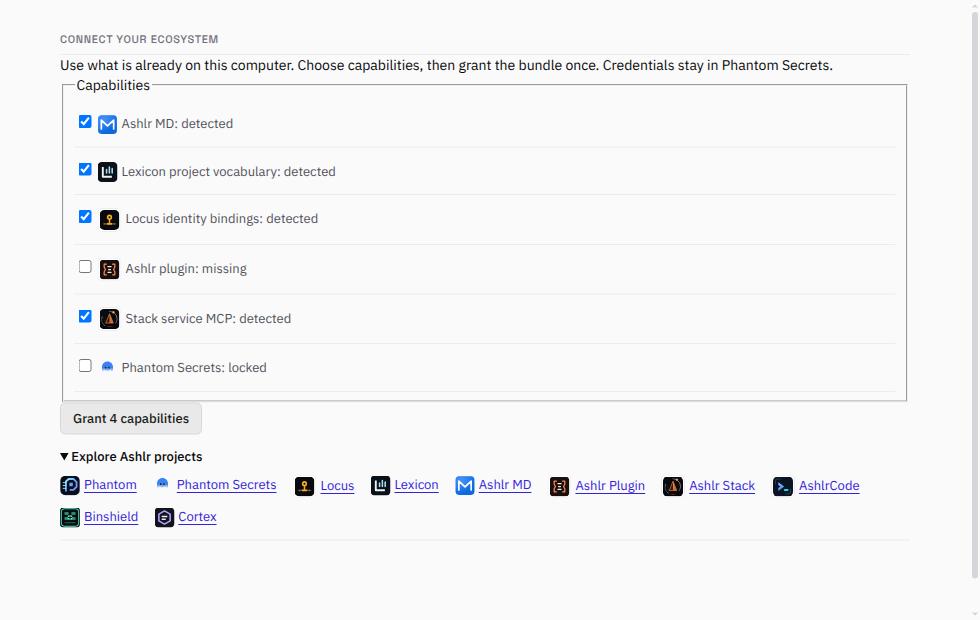 CONNECT YOUR ECOSYSTEM
Use what is already on this computer. Choose capabilities, then grant the bundle once. Credentials stay in Phantom Secrets.
Capabilities
Ashlr MD: detected
Lexicon project vocabulary: detected
Locus identity bindings: detected
Ashlr plugin: missing
Stack service MCP: detected
Phantom Secrets: locked
Grant 4 capabilities
Explore Ashlr projects
Phantom Phantom Secrets Locus Lexicon Ashlr MD Ashlr Plugin Ashlr Stack AshlrCode
Binshield Cortex